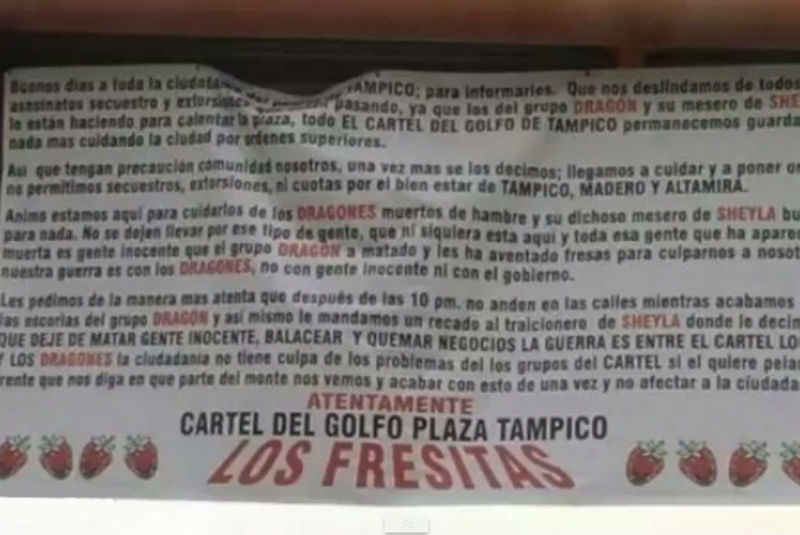 Buenos dias a toda la ciudadania TAMPICO; para informarles. Que nos deslindamos de todos
asesinatos secuestro y extorsiones pasando, ya que los del grupo DRAGON y su mesero de SHE
lo están haciendo para calentar la plaza, todo EL CARTEL DEL GOLFO DE TAMPICO permanecemos guarda
nada mas cuidando la ciudad por ordenes superiores.
Asi que tengan precaución comunidad nosotros, una vez mas se los decimos; llegamos a cuidar y a poner or
no permitimos secuestros, extorsiones, ni cuotas por el bien estar de TAMPICO, MADERO Y ALTAMIRA.
Animo estamos aquí para cuidarlos de los DRAGONES muertos de hambre y su dichoso mesero de SHEYLA bu
para nada. No se dejen llevar por ese tipo de gente, que ni siquiera esta aqui y toda esa gente que ha apare
muerta es gente inocente que el grupo DRAGON a matado y les ha aventado fresas para culparnos a nosot
nuestra guerra es con los DRAGONES, no con gente inocente ni con el gobierno.
Les pedimos de la manera mas atenta que después de las 10 pm. no anden en las calles mientras acabamos
las escorias del grupo DRAGON y así mismo le mandamos un recado al traicionero de SHEYLA donde le decim
QUE DEJE DE MATAR GENTE INOCENTE, BALACEAR Y QUEMAR NEGOCIOS LA GUERRA ES ENTRE EL CARTEL LO
Y LOS DRAGONES la ciudadania no tiene culpa de los problemas del los grupos del CARTEL si el quiere pelea
rente que nos diga en que parte del monte nos vemos y acabar con esto de una vez y no afectar a la ciudada
ATENTAMENTE
CARTEL DEL GOLFO PLAZA TAMPICO
LOS FRESITAS